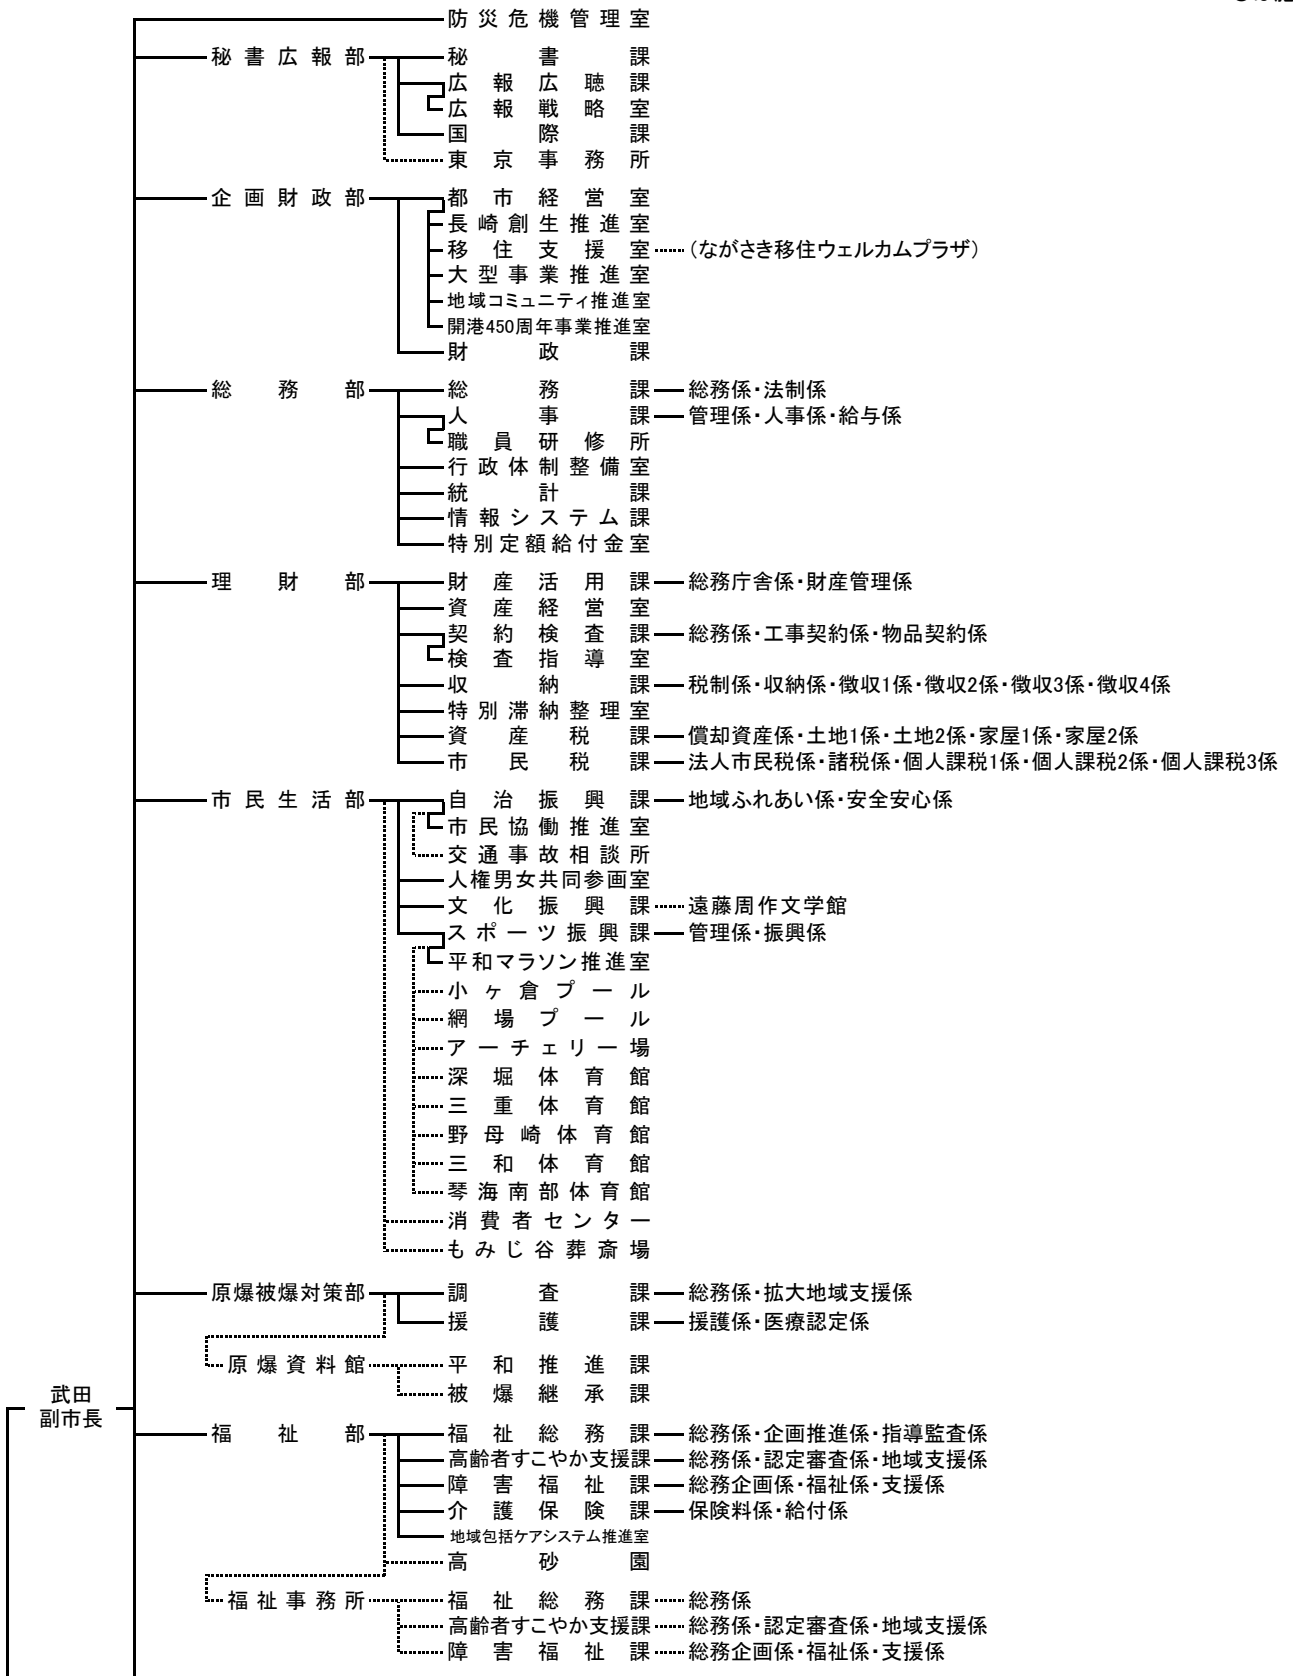 防災危機管理室
秘書広報部 秘書課
広報広聴課
広報戦略室
国際課
東京事務所
企画財政部 都市経営室
長崎創生推進室
移住支援室 (ながさき移住ウェルカムプラザ)
大型事業推進室
地域コミュニティ推進室
開港450周年事業推進室
財政課
総務部 総務課 総務係・法制係
人事課 管理係・人事係・給与係
職員研修所
行政体制整備室
統計課
情報システム課
特別定額給付金室
理財部 財産活用課 総務庁舎係・財産管理係
資産経営室
契約検査課 総務係・工事契約係・物品契約係
検査指導室
収納課 税制係・収納係・徴収1係・徴収2係・徴収3係・徴収4係
特別滞納整理室
資産税課 償却資産係・土地1係・土地2係・家屋1係・家屋2係
市民税課 法人市民税係・諸税係・個人課税1係・個人課税2係・個人課税3係
市民生活部 自治振興課 地域ふれあい係・安全安心係
市民協働推進室
交通事故相談所
人権男女共同参画室
文化振興課 遠藤周作文学館
スポーツ振興課 管理係・振興係
平和マラソン推進室
小ヶ倉プール
網場プール
アーチェリー場
深堀体育館
三重体育館
野母崎体育館
三和体育館
琴海南部体育館
消費者センター
もみじ谷葬斎場
原爆被爆対策部 調査課 総務係・拡大地域支援係
援護課 援護係・医療認定係
原爆資料館 平和推進課
被爆継承課
武田
副市長
福祉部 福祉総務課 総務係・企画推進係・指導監査係
高齢者すこやか支援課 総務係・認定審査係・地域支援係
障害福祉課 総務企画係・福祉係・支援係
介護保険課 保険料係・給付係
地域包括ケアシステム推進室
高砂園
福祉事務所 福祉総務課 総務係
高齢者すこやか支援課 総務係・認定審査係・地域支援係
障害福祉課 総務企画係・福祉係・支援係